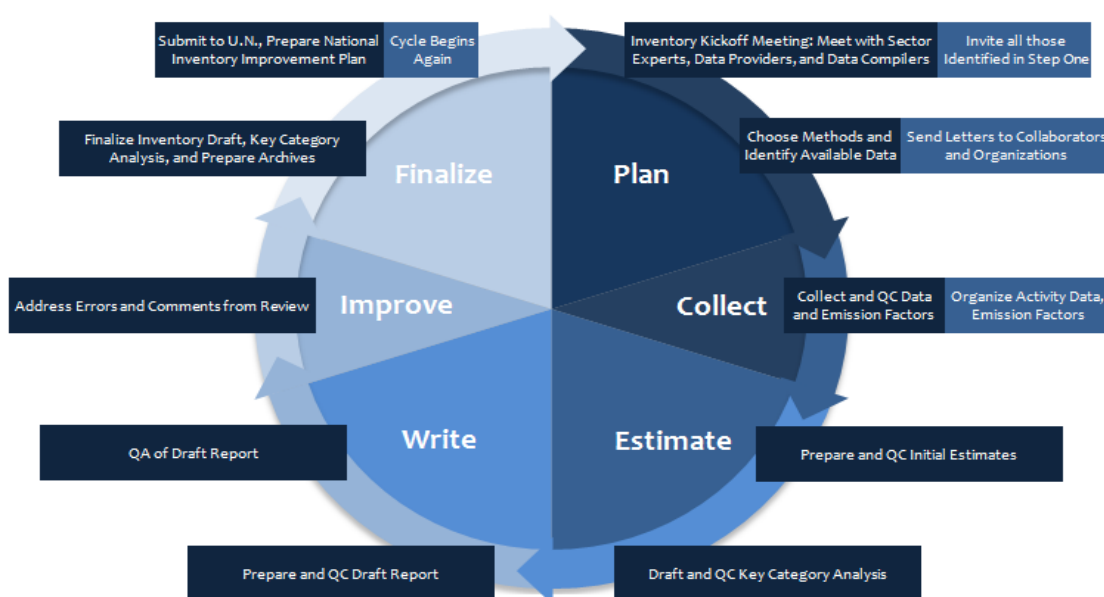 Submit to U.N., Prepare National
Inventory Improvement Plan
Cycle Begins
Again
Inventory Kickoff Meeting: Meet with Sector
Experts, Data Providers, and Data Compilers
Invite all those
Identified in Step One
Finalize Inventory Draft, Key Category
Analysis, and Prepare Archives
Choose Methods and
Identify Available Data
Send Letters to Collaborators
and Organizations
Finalize
Plan
Address Errors and Comments from Review
Improve
Collect
Collect and QC Data
and Emission Factors
Organize Activity Data,
Emission Factors
QA of Draft Report
Write
Estimate
Prepare and QC Initial Estimates
Prepare and QC Draft Report
Draft and QC Key Category Analysis